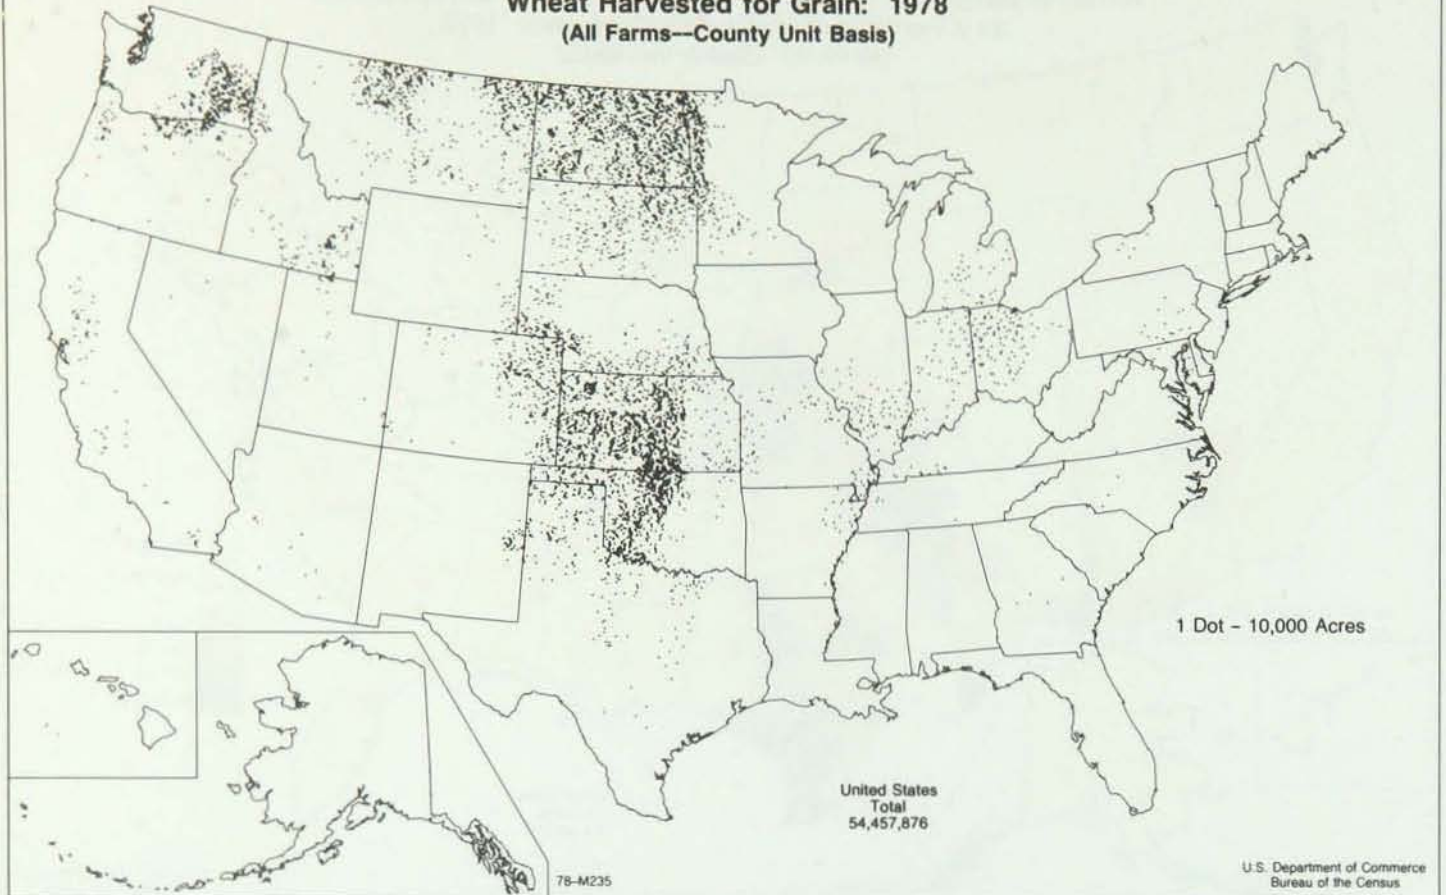 Wheat Harvested for Grain: 1978
(All Farms--County Unit Basis)
1 Dot - 10,000 Acres
United States
Total
54,457,876
78-M235
U.S. Department of Commerce
Bureau of the Census